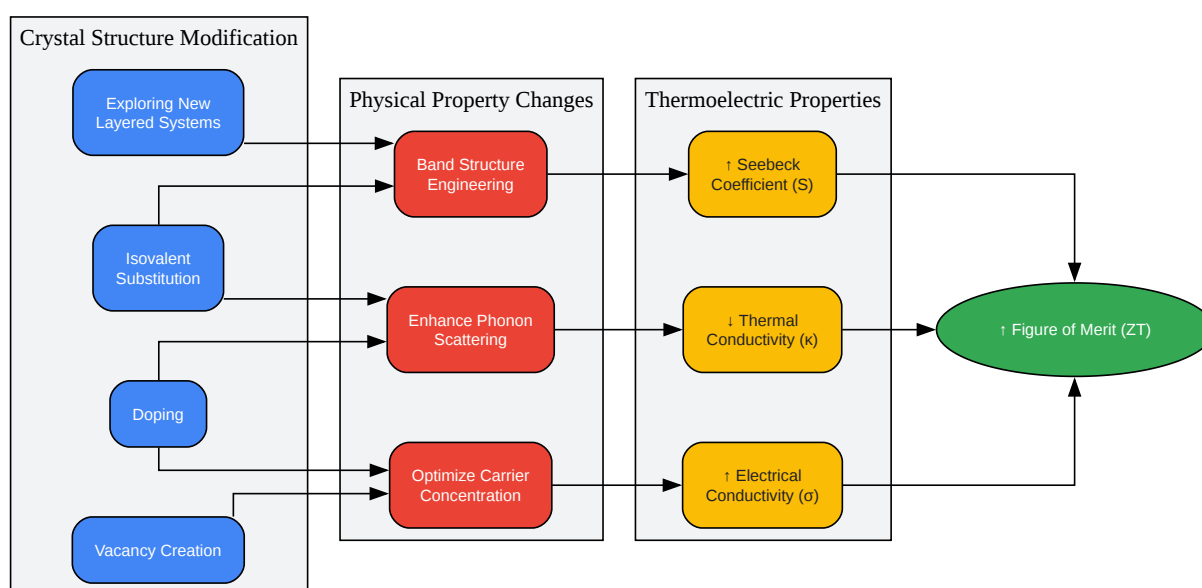 Crystal Structure Modification
Exploring New
Layered Systems
Isovalent
Substitution
Doping
Vacancy Creation
Physical Property Changes
Band Structure
Engineering
Enhance Phonon
Scattering
Optimize Carrier
Concentration
Thermoelectric Properties
↑ Seebeck
Coefficient (S)
↓ Thermal
Conductivity (κ)
↑ Electrical
Conductivity (σ)
↑ Figure of Merit (ZT)